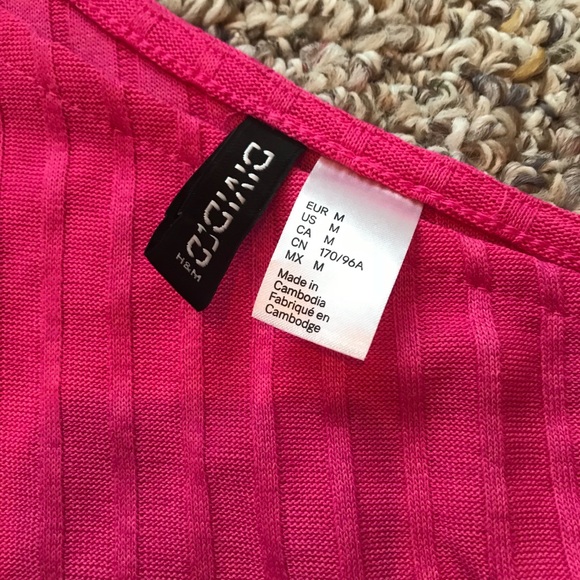 DIVIDED
H&M
EUR M
US M
CA M
CN 170/96A
MX M
Made in
Cambodia
Fabriqué en
Cambodge